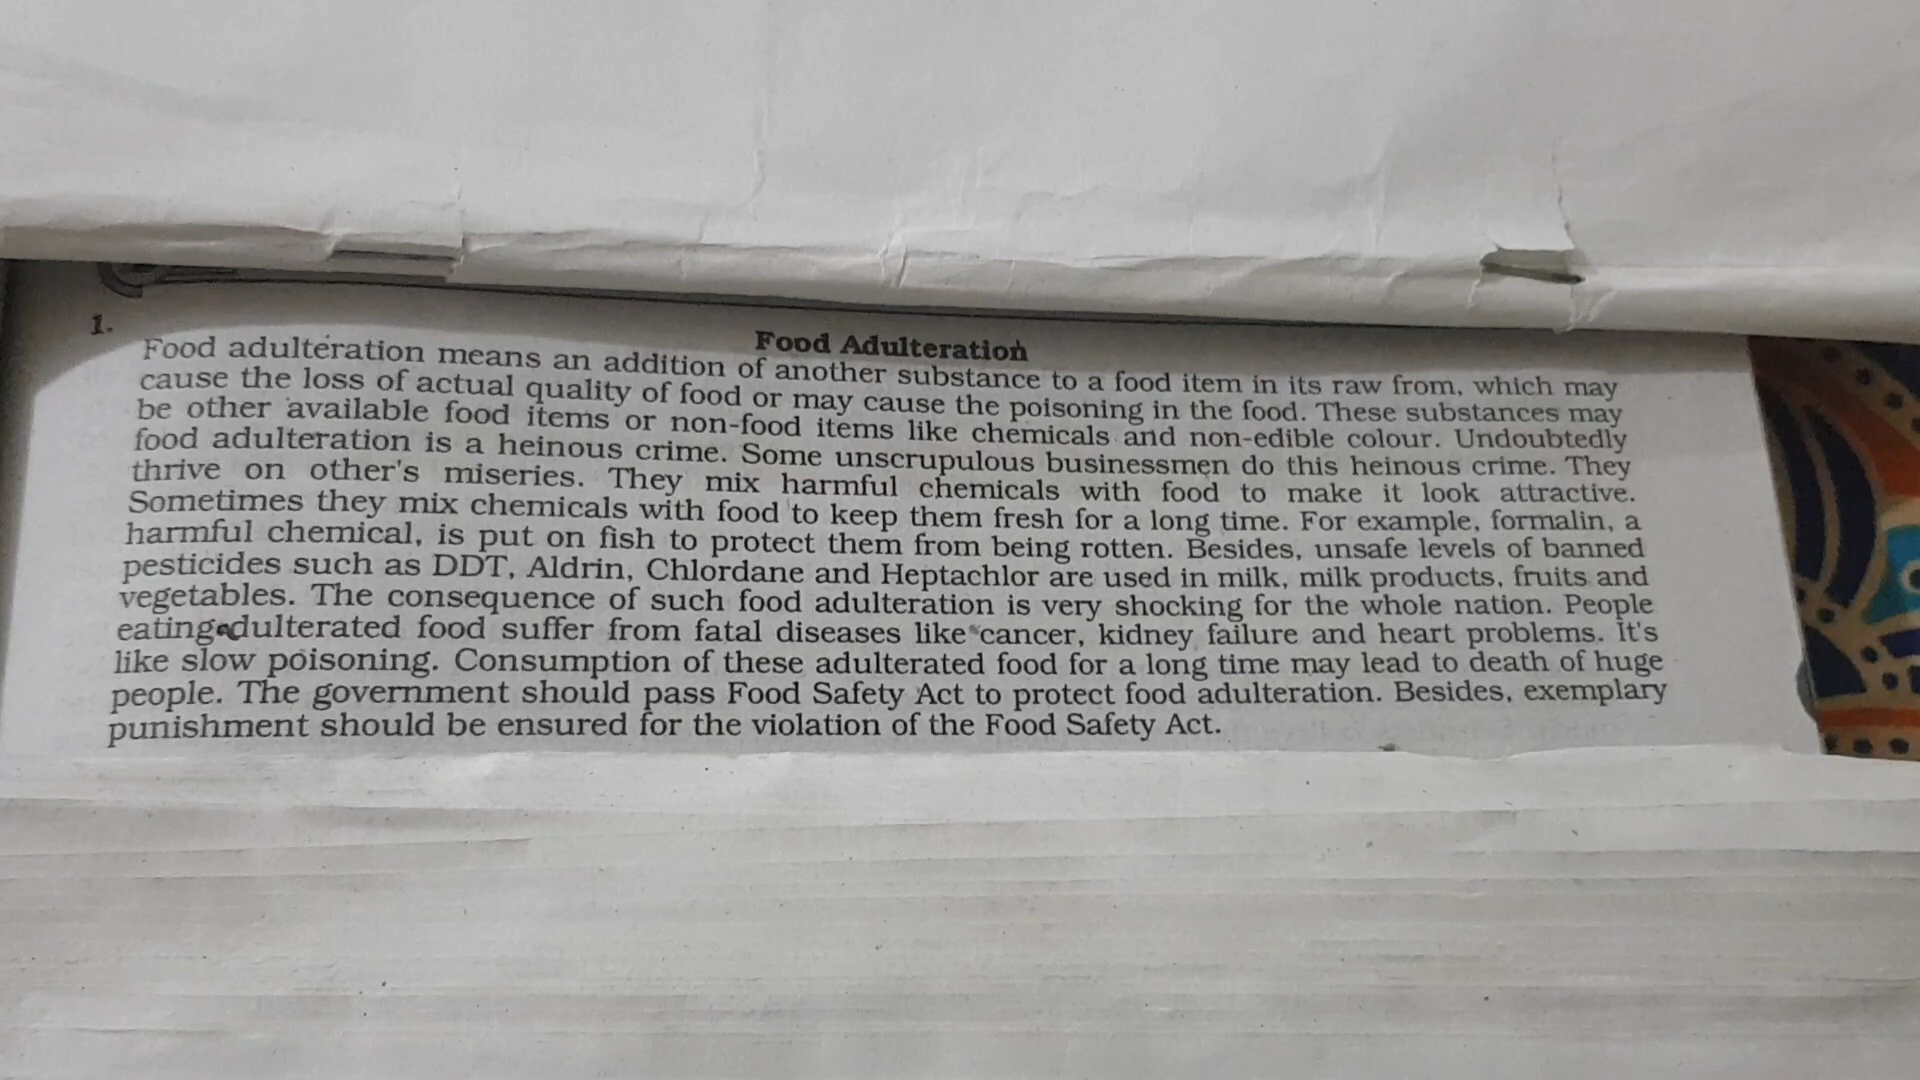 1.
Food Adulteration
Food adulteration means an addition of another substance to a food item in its raw from, which may
cause the loss of actual quality of food or may cause the poisoning in the food. These substances may
be other available food items or non-food items like chemicals and non-edible colour. Undoubtedly
food adulteration is a heinous crime. Some unscrupulous businessmen do this heinous crime. They
thrive on other's miseries. They mix harmful chemicals with food to make it look attractive.
Sometimes they mix chemicals with food to keep them fresh for a long time. For example, formalin, a
harmful chemical, is put on fish to protect them from being rotten. Besides, unsafe levels of banned
pesticides such as DDT, Aldrin, Chlordane and Heptachlor are used in milk, milk products, fruits and
vegetables. The consequence of such food adulteration is very shocking for the whole nation. People
eating adulterated food suffer from fatal diseases like cancer, kidney failure and heart problems. It's
like slow poisoning. Consumption of these adulterated food for a long time may lead to death of huge
people. The government should pass Food Safety Act to protect food adulteration. Besides, exemplary
punishment should be ensured for the violation of the Food Safety Act.